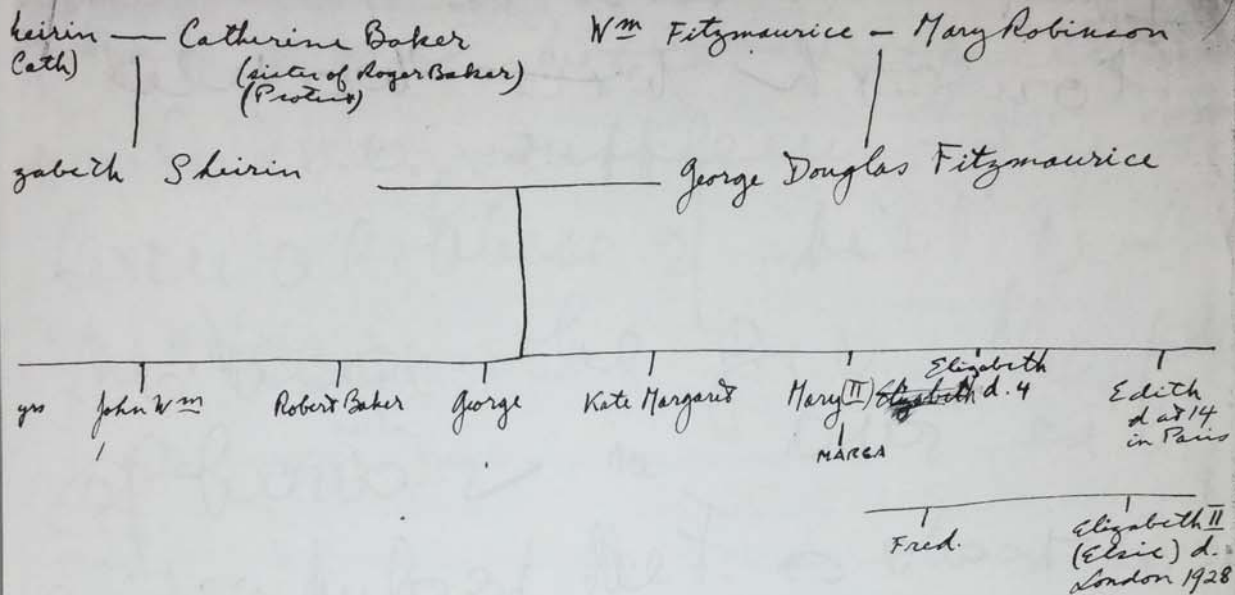 heirin — Catherine Baker
Cath)
(sister of Roger Baker)
(Protest)
Wm Fitzmaurice - Mary Robinson
zabeth Sheirin
George Douglas Fitzmaurice
yrs
John Wm
Robert Baker
George
Kate Margaret
Mary (II)
MARGA
Elizabeth
Elizabeth d. 4
Edith
d at 14
in Paris
Fred.
Elizabeth II
(Elsie) d.
London 1928